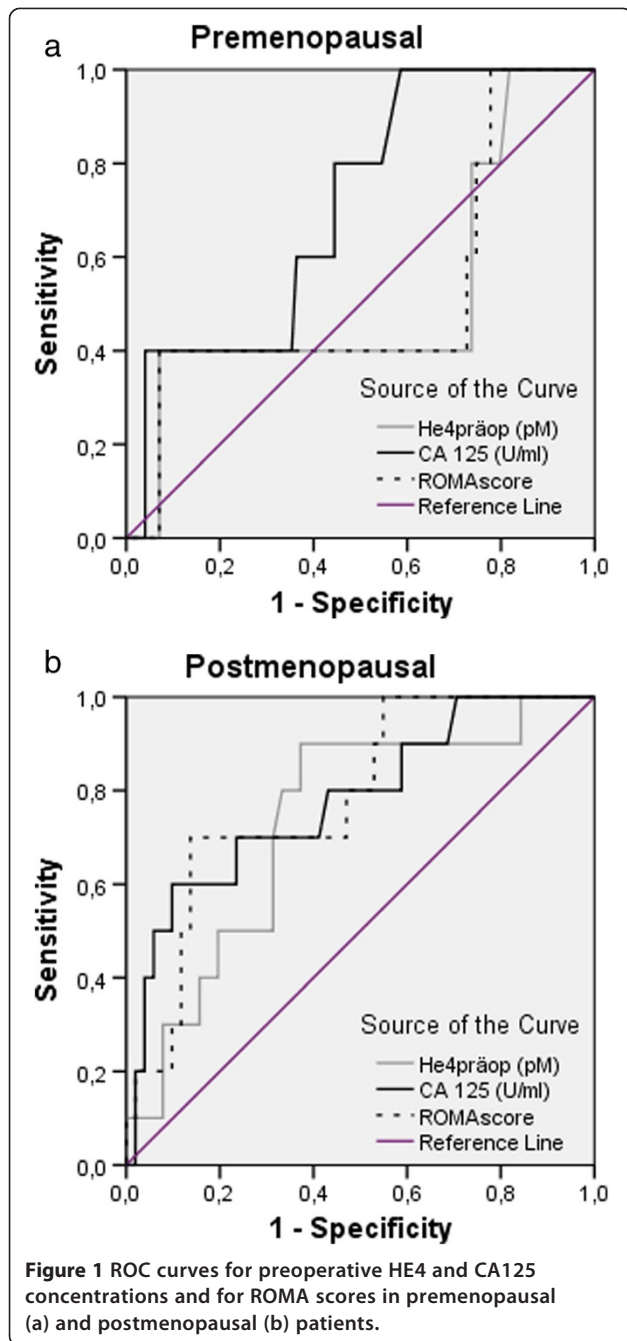 a
Premenopausal
1,0
0,8
0,6
0,4
0,2
0,0
Sensitivity
Source of the Curve
He4präop (pM)
CA 125 (U/ml)
ROMAscore
Reference Line
0,0 0,2 0,4 0,6 0,8 1,0
1 - Specificity
b
Postmenopausal
1,0
0,8
0,6
0,4
0,2
0,0
Sensitivity
Source of the Curve
He4präop (pM)
CA 125 (U/ml)
ROMAscore
Reference Line
0,0 0,2 0,4 0,6 0,8 1,0
1 - Specificity
Figure 1 ROC curves for preoperative HE4 and CA125
concentrations and for ROMA scores in premenopausal
(a) and postmenopausal (b) patients.